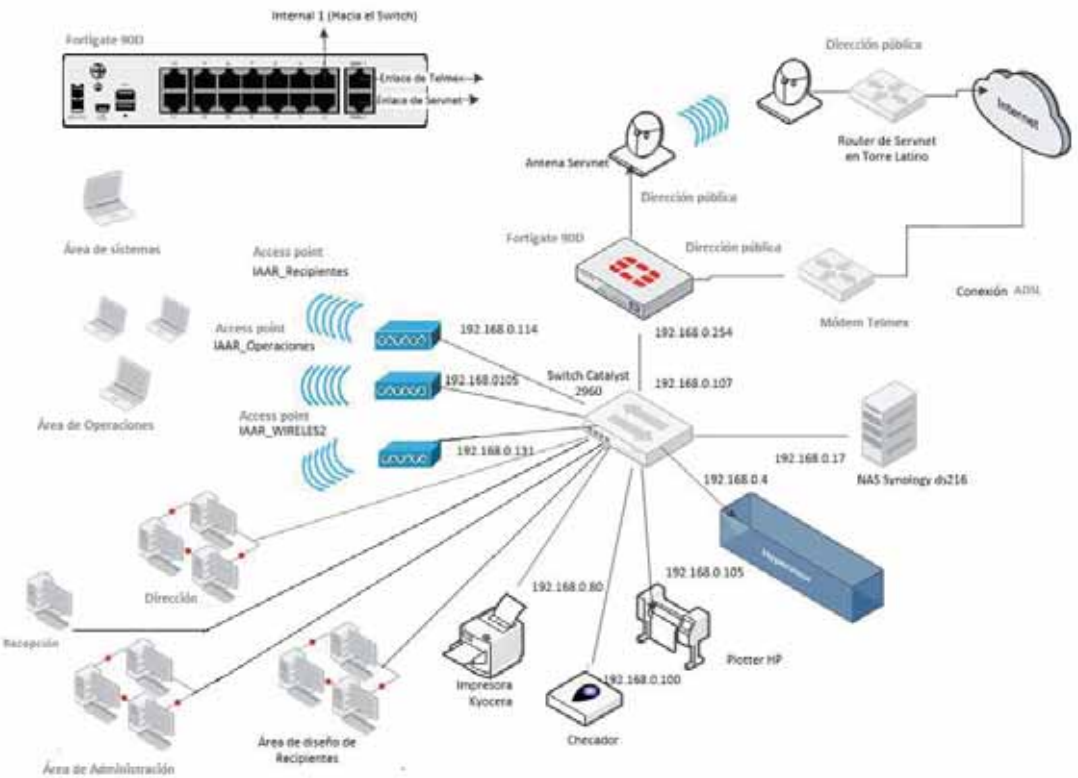 Internal 1 (Hacia el Switch)
Fortigate 90D
Enlace de Telmex
Enlace de Servnet
Dirección pública
Internet
Router de Servnet
en Torre Latino
Antena Servnet
Dirección pública
Fortigate 90D
Dirección pública
Conexión ADSL
Módem Telmex
Área de sistemas
Access point
IAAR_Recipientes
192.168.0.114
192.168.0.254
Access point
IAAR_Operaciones
192.168.0105
Switch Catalyst
2960
192.168.0.107
Área de Operaciones
Access point
IAAR_WIRELES2
192.168.0.131
192.168.0.17
NAS Synology ds216
192.168.0.4
Hypervisor
Dirección
192.168.0.80
192.168.0.105
Recepción
Impresora
Kyocera
Plotter HP
192.168.0.100
Checador
Área de diseño de
Recipientes
Área de Administración